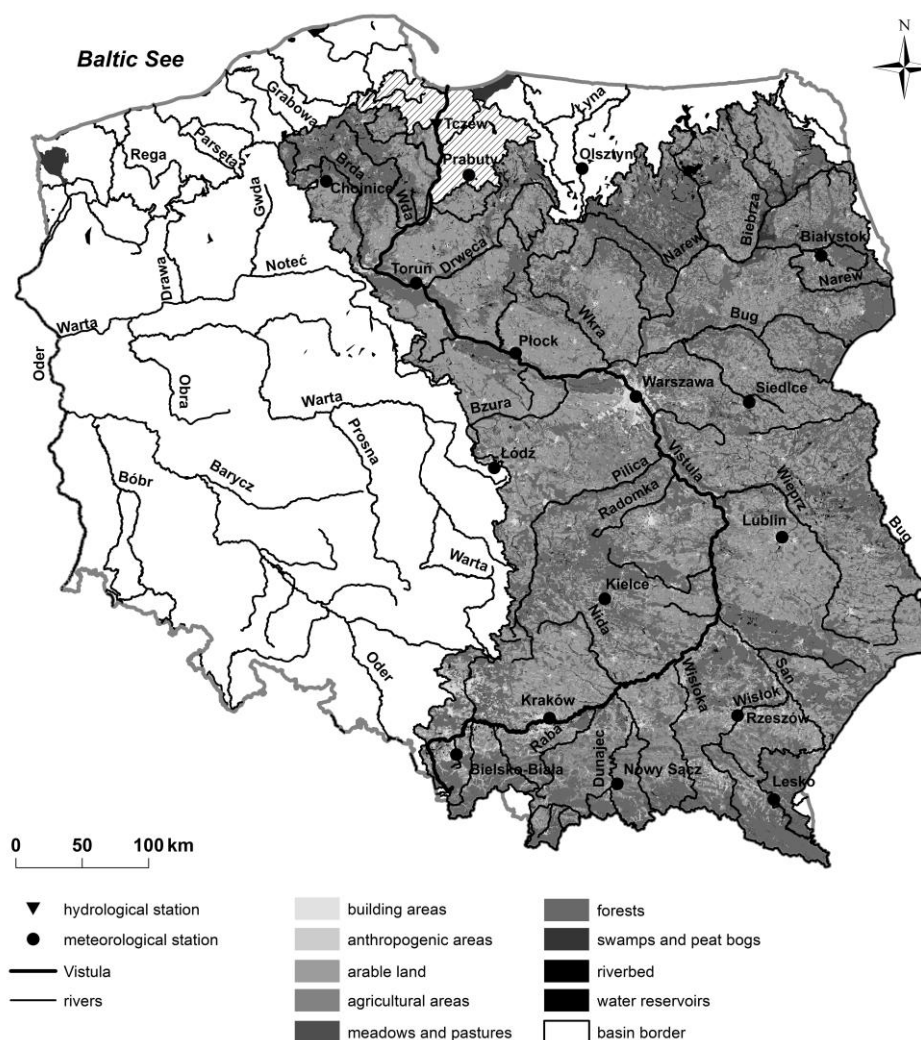 Baltic See
N
Grabowa
Łyna
Tczew
Parsęta
Rega
Prabuty
Olsztyn
Brda
Chojnice
Gwda
Wda
Biebrza
Białystok
Narew
Narew
Drwęca
Noteć
Toruń
Drawa
Bug
Wkra
Warta
Płock
Oder
Warszawa
Siedlce
Obra
Warta
Bzura
Prosna
Vistula
Łódź
Pilica
Wieprz
Bóbr
Barycz
Radomka
Lublin
Bug
Warta
Kielce
Nida
Oder
San
Wisłoka
Wisłok
Kraków
Rzeszów
Raba
Bielsko-Biała
Dunajec
Nowy Sącz
Lesko
0 50 100 km
hydrological station
meteorological station
Vistula
rivers
building areas
anthropogenic areas
arable land
agricultural areas
meadows and pastures
forests
swamps and peat bogs
riverbed
water reservoirs
basin border